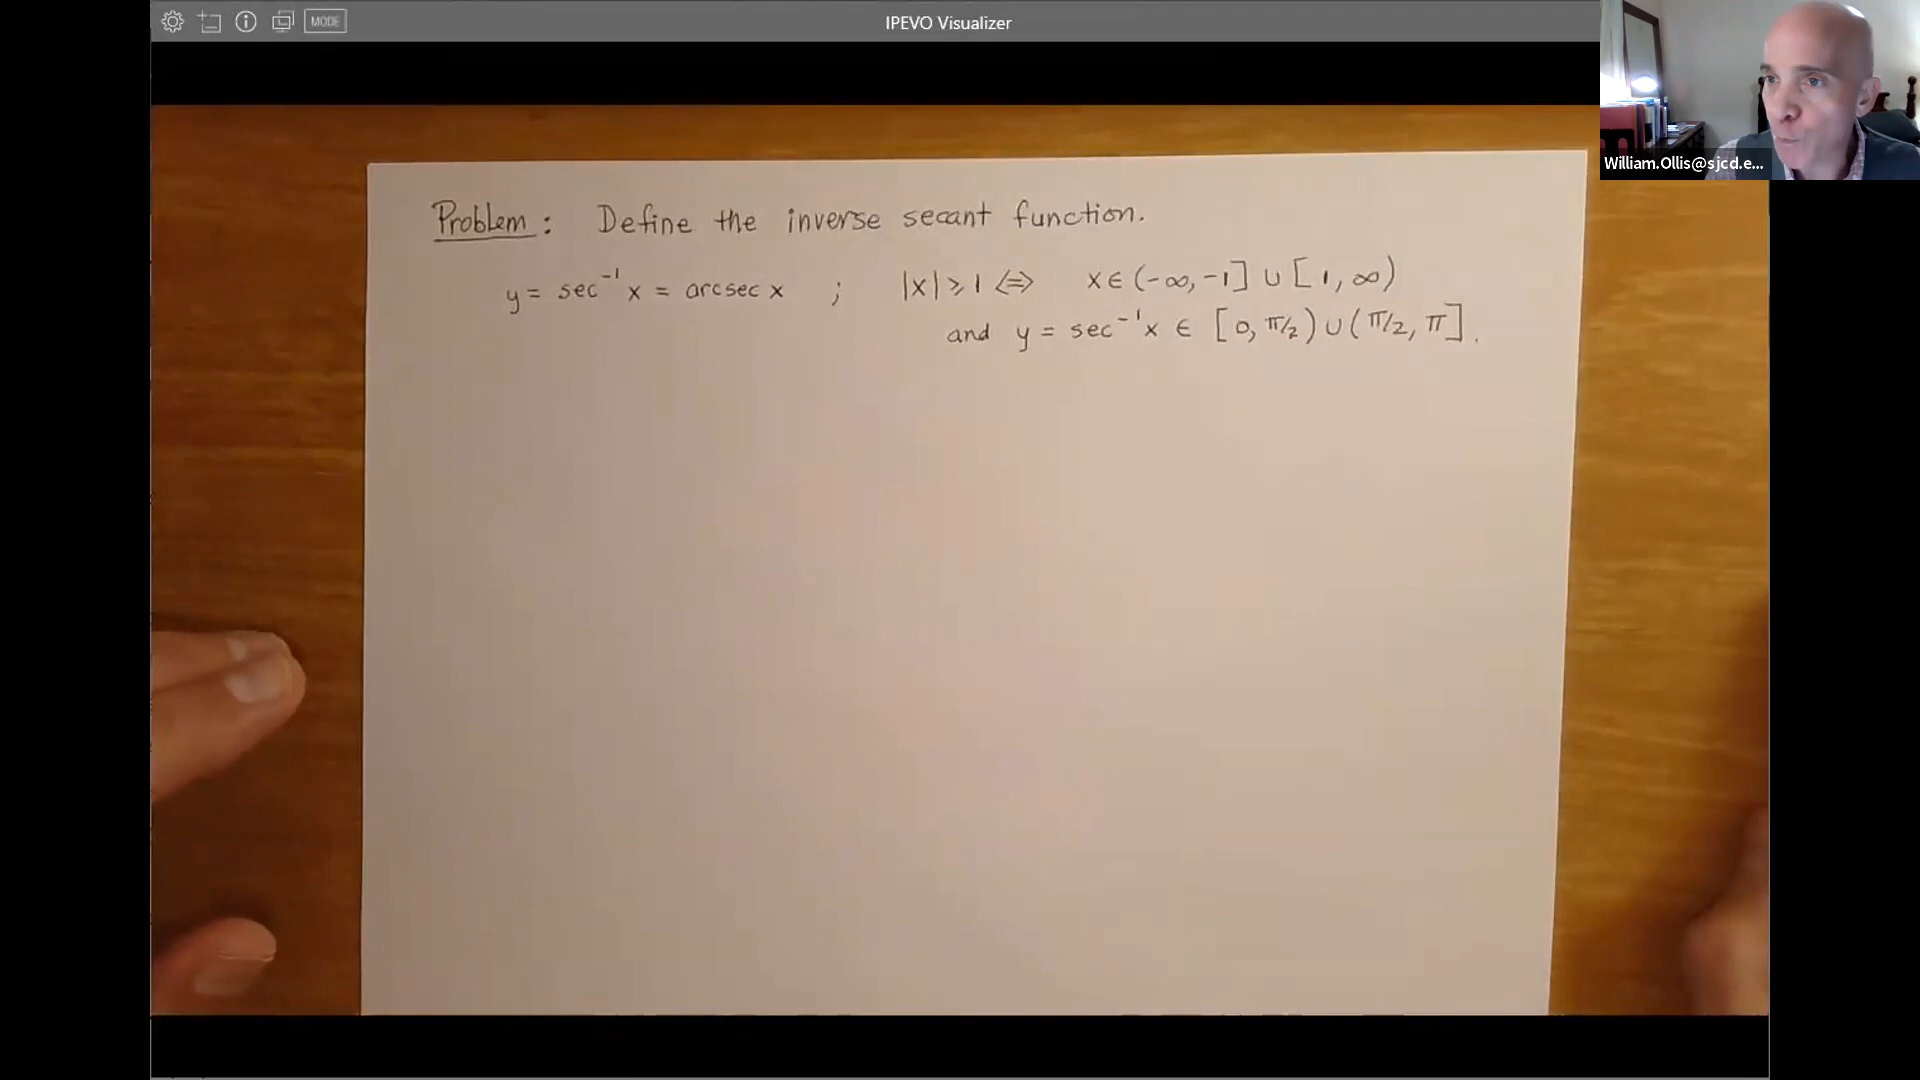 MODE
IPEVO Visualizer
William.Ollis@sjcd.e...
Problem: Define the inverse secant function.
y = sec⁻¹ x = arcsec x ; |x| ⩾ 1 ⟺ x ∈ (-∞, -1] ∪ [1, ∞)
and y = sec⁻¹x ∈ [0, π/2) ∪ (π/2, π].